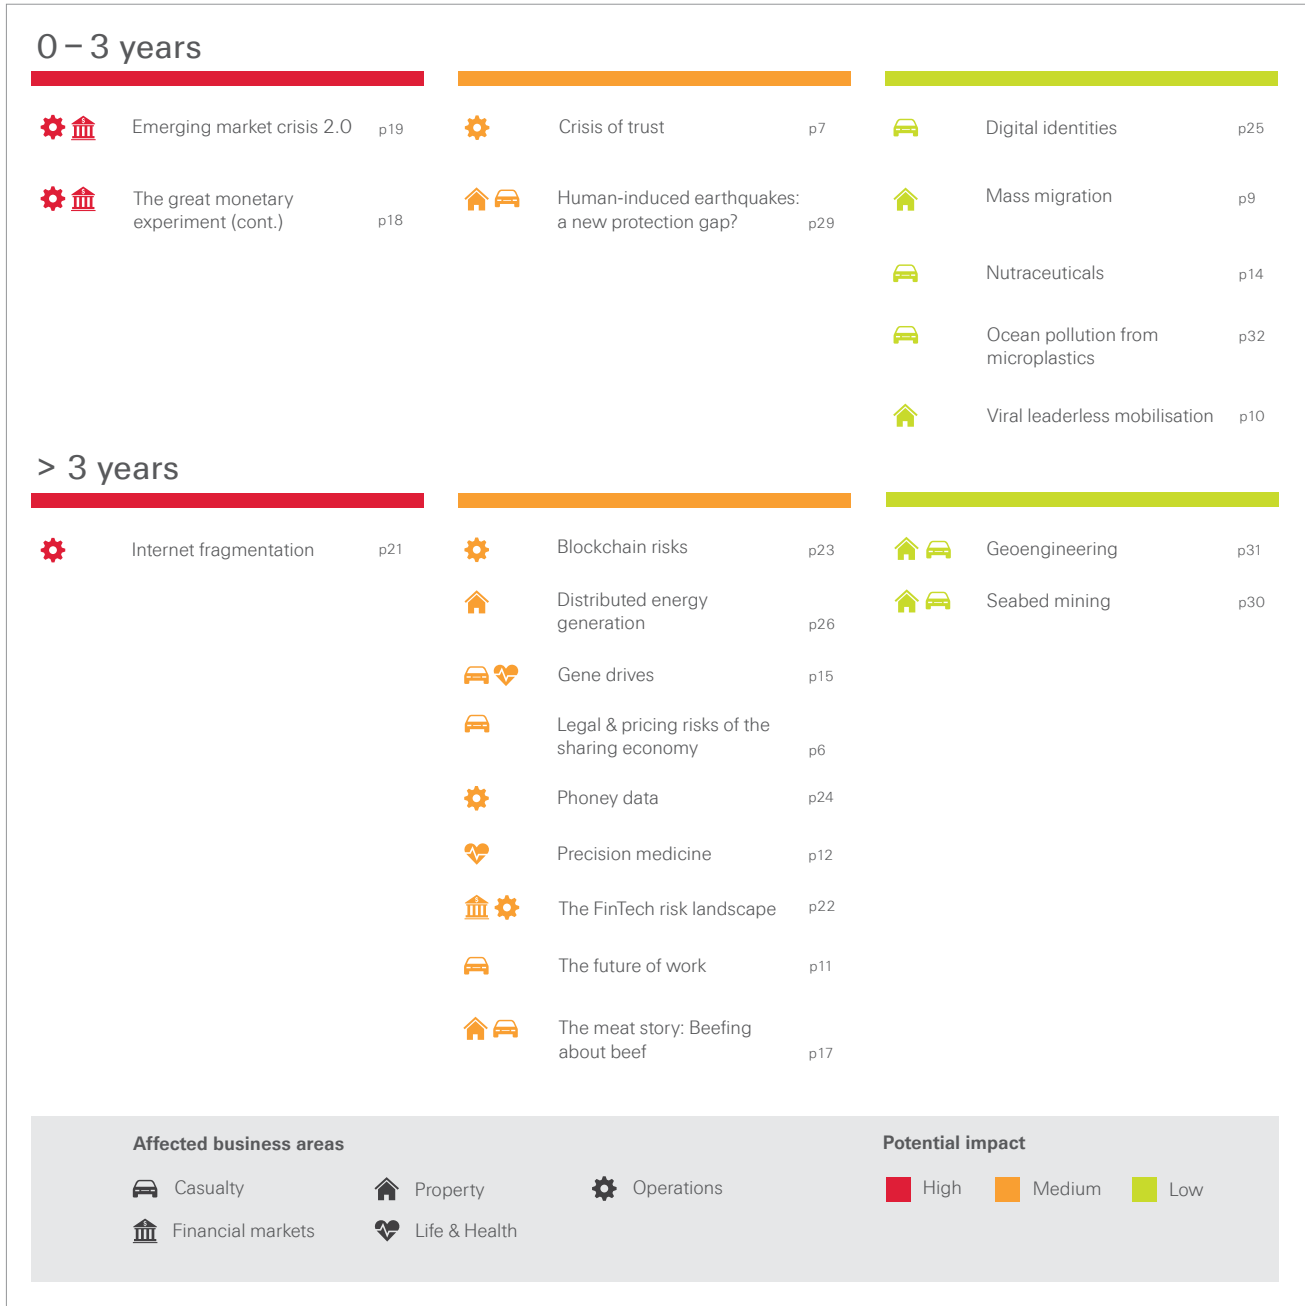 0 – 3 years
Emerging market crisis 2.0 p19
The great monetary
experiment (cont.) p18
Crisis of trust p7
Human-induced earthquakes:
a new protection gap? p29
Digital identities p25
Mass migration p9
Nutraceuticals p14
Ocean pollution from p32
microplastics
Viral leaderless mobilisation p10
> 3 years
Internet fragmentation p21
Blockchain risks p23
Distributed energy
generation p26
Gene drives p15
Legal & pricing risks of the
sharing economy p6
Phoney data p24
Precision medicine p12
The FinTech risk landscape p22
The future of work p11
The meat story: Beefing
about beef p17
Geoengineering p31
Seabed mining p30
Affected business areas
Casualty
Property
Operations
Financial markets
Life & Health
Potential impact
High
Medium
Low